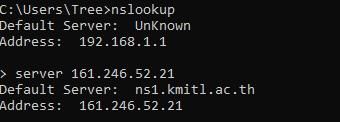 C:\Users\Tree>nslookup
Default Server:  UnKnown
Address:  192.168.1.1
> server 161.246.52.21
Default Server:  ns1.kmitl.ac.th
Address:  161.246.52.21